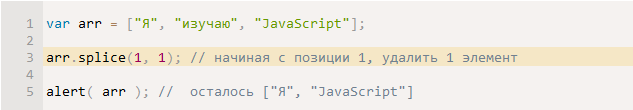 1 var arr = ["Я", "изучаю", "JavaScript"];
2
3 arr.splice(1, 1); // начиная с позиции 1, удалить 1 элемент
4
5 alert( arr ); //  осталось ["Я", "JavaScript"]